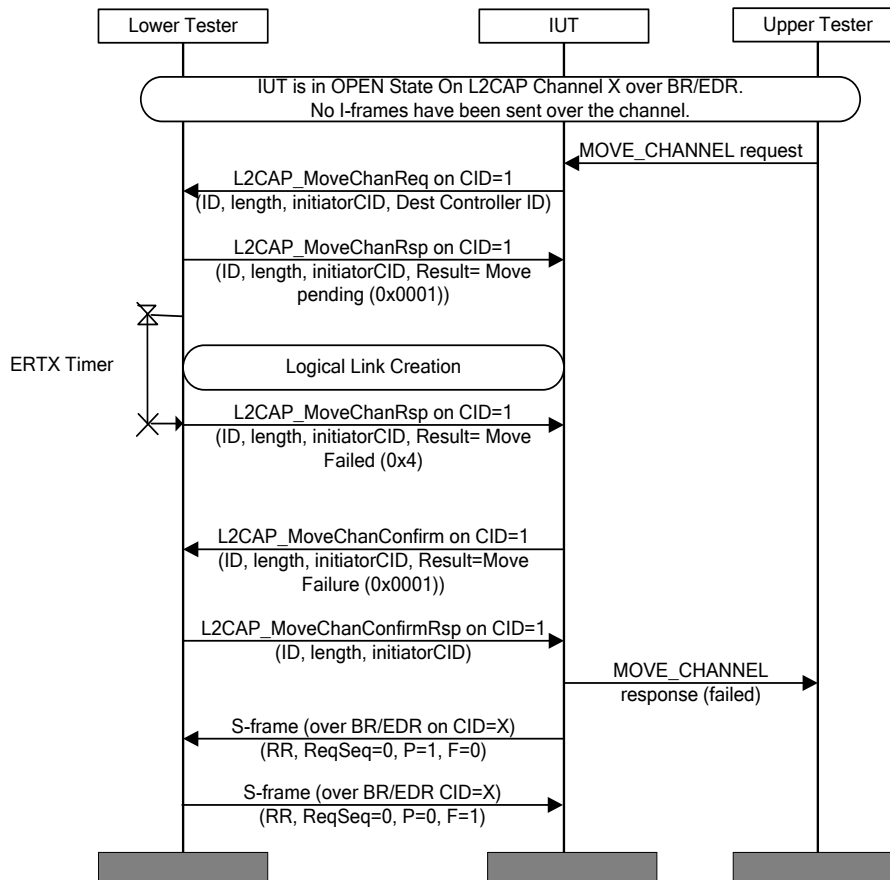 Lower Tester
IUT
Upper Tester
IUT is in OPEN State On L2CAP Channel X over BR/EDR.
No I-frames have been sent over the channel.
MOVE_CHANNEL request
L2CAP_MoveChanReq on CID=1
(ID, length, initiatorCID, Dest Controller ID)
L2CAP_MoveChanRsp on CID=1
(ID, length, initiatorCID, Result= Move
pending (0x0001))
ERTX Timer
Logical Link Creation
L2CAP_MoveChanRsp on CID=1
(ID, length, initiatorCID, Result= Move
Failed (0x4)
L2CAP_MoveChanConfirm on CID=1
(ID, length, initiatorCID, Result=Move
Failure (0x0001))
L2CAP_MoveChanConfirmRsp on CID=1
(ID, length, initiatorCID)
MOVE_CHANNEL
response (failed)
S-frame (over BR/EDR on CID=X)
(RR, ReqSeq=0, P=1, F=0)
S-frame (over BR/EDR CID=X)
(RR, ReqSeq=0, P=0, F=1)